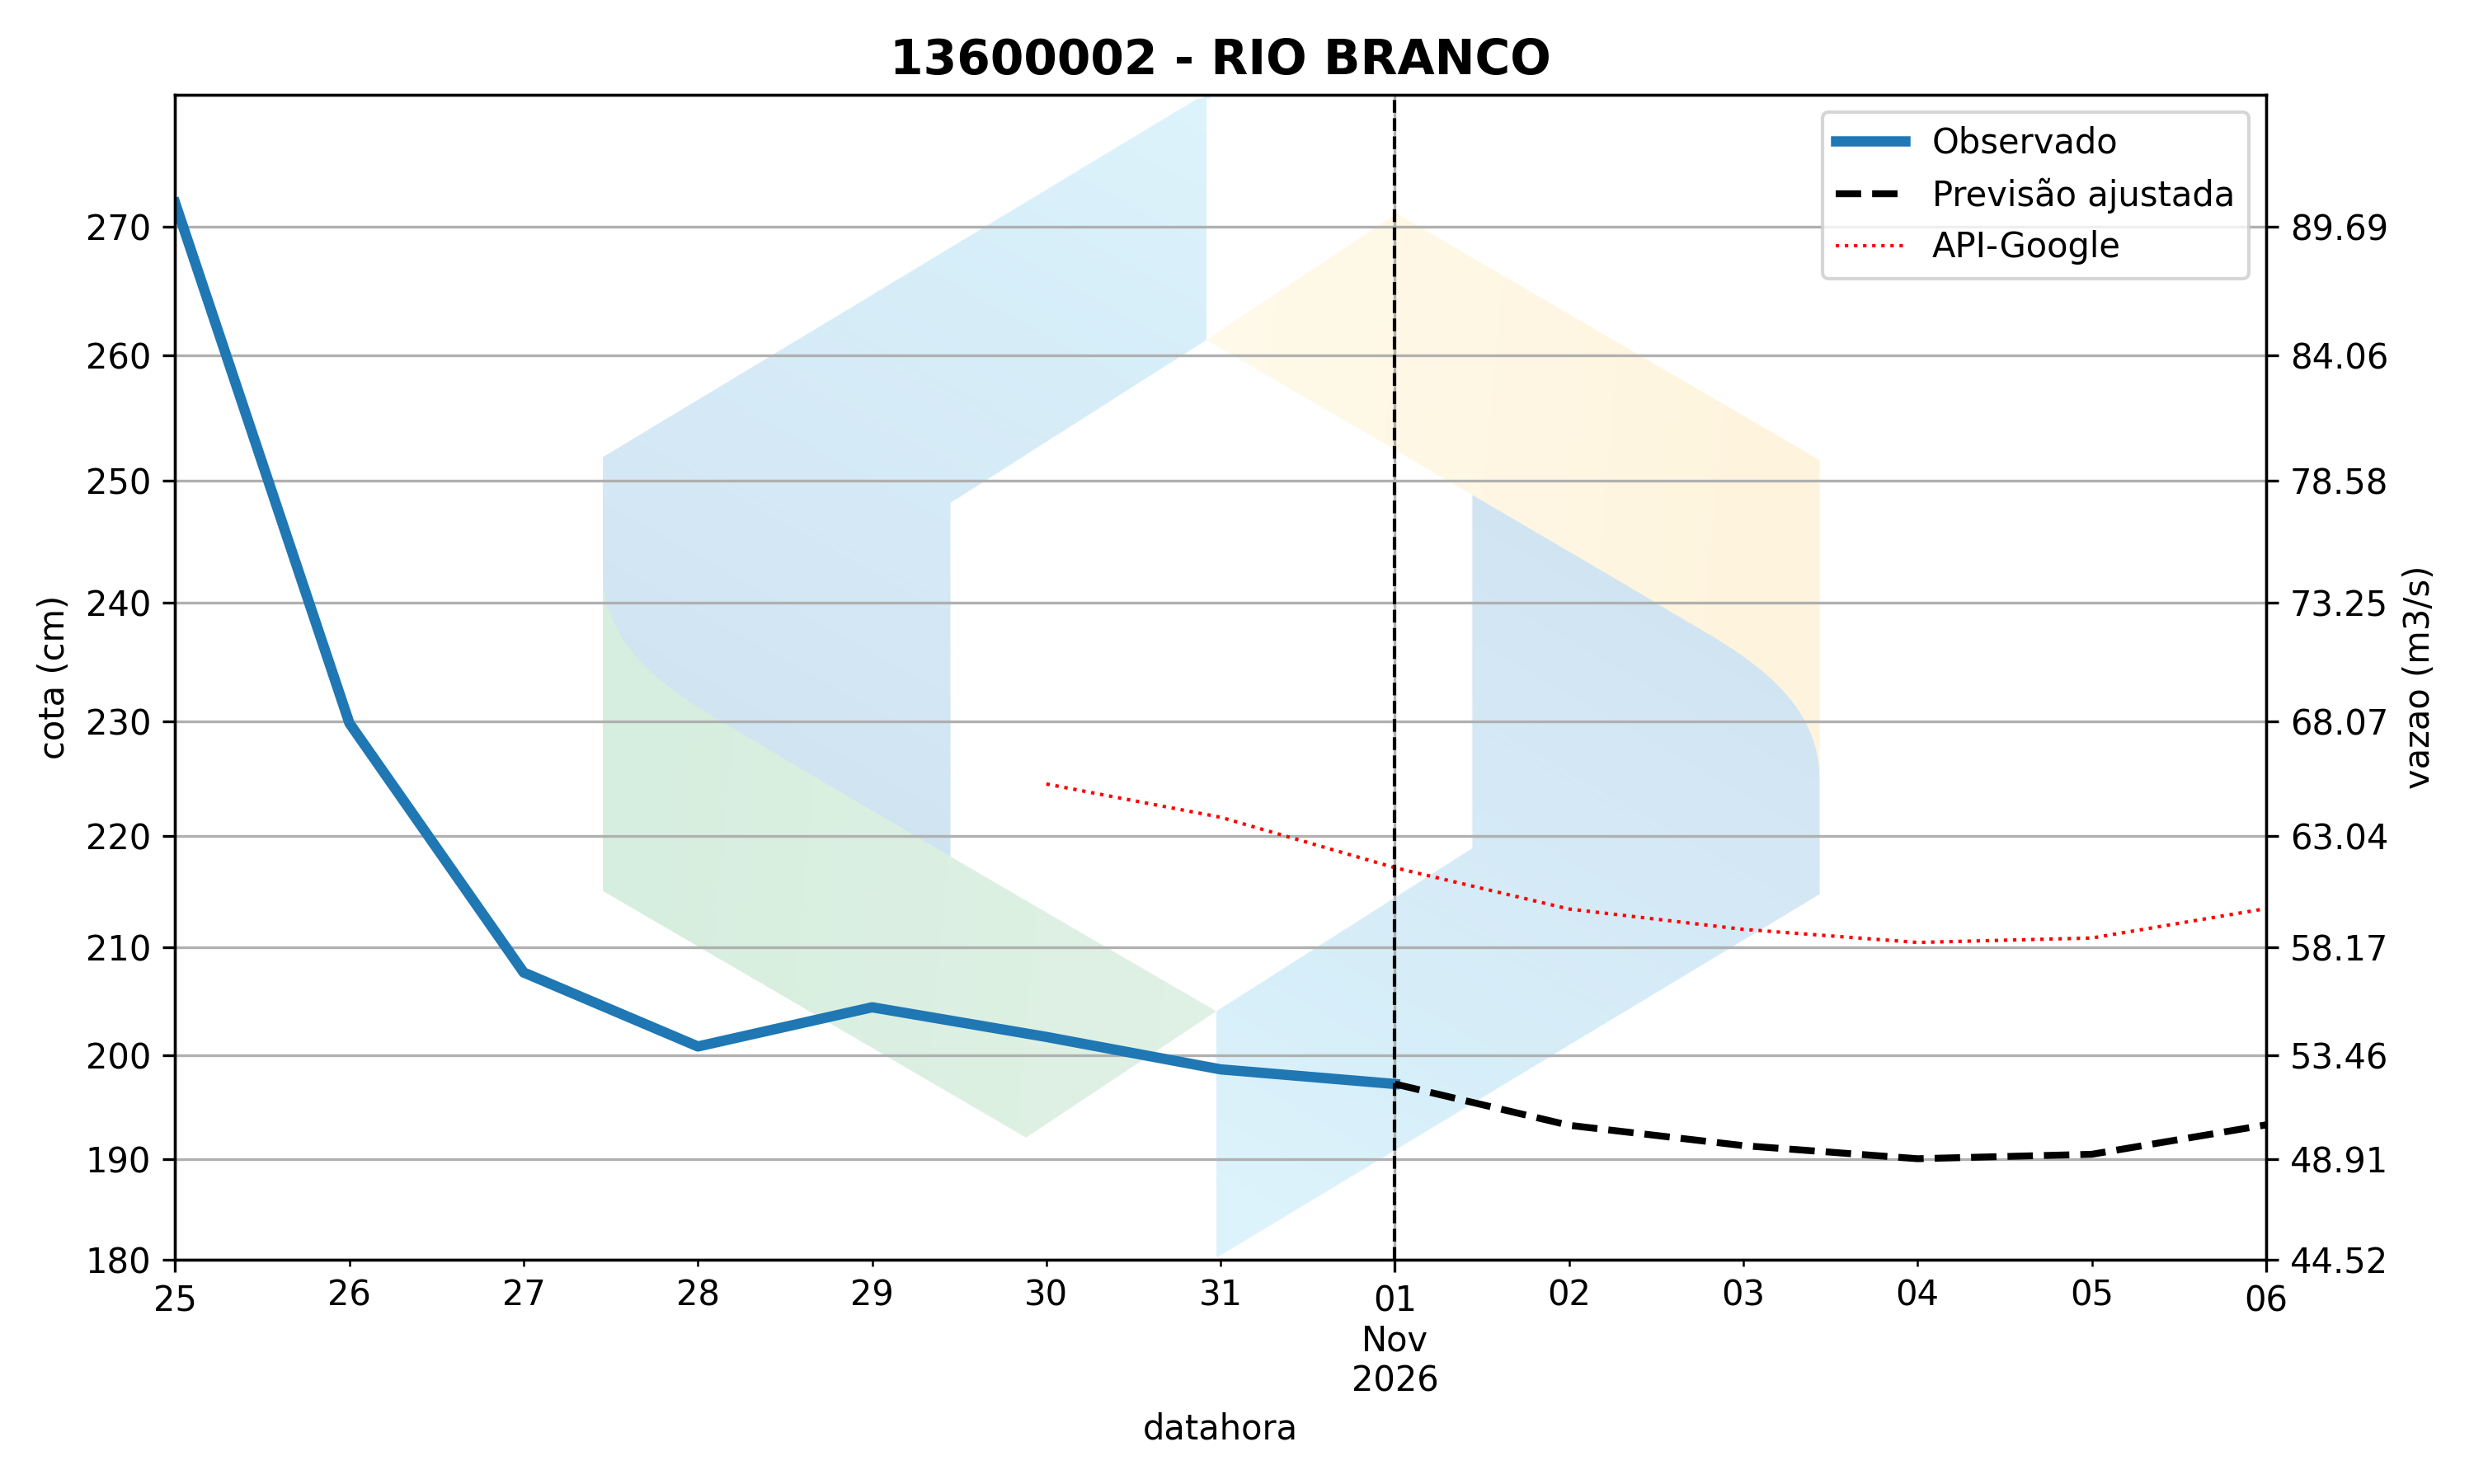 13600002 - RIO BRANCO
Observado
Previsão ajustada
API-Google
270
260
250
240
230
220
210
200
190
180
cota (cm)
89.69
84.06
78.58
73.25
68.07
63.04
58.17
53.46
48.91
44.52
vazao (m3/s)
25 26 27 28 29 30 31 01 02 03 04 05 06
Nov
2026
datahora